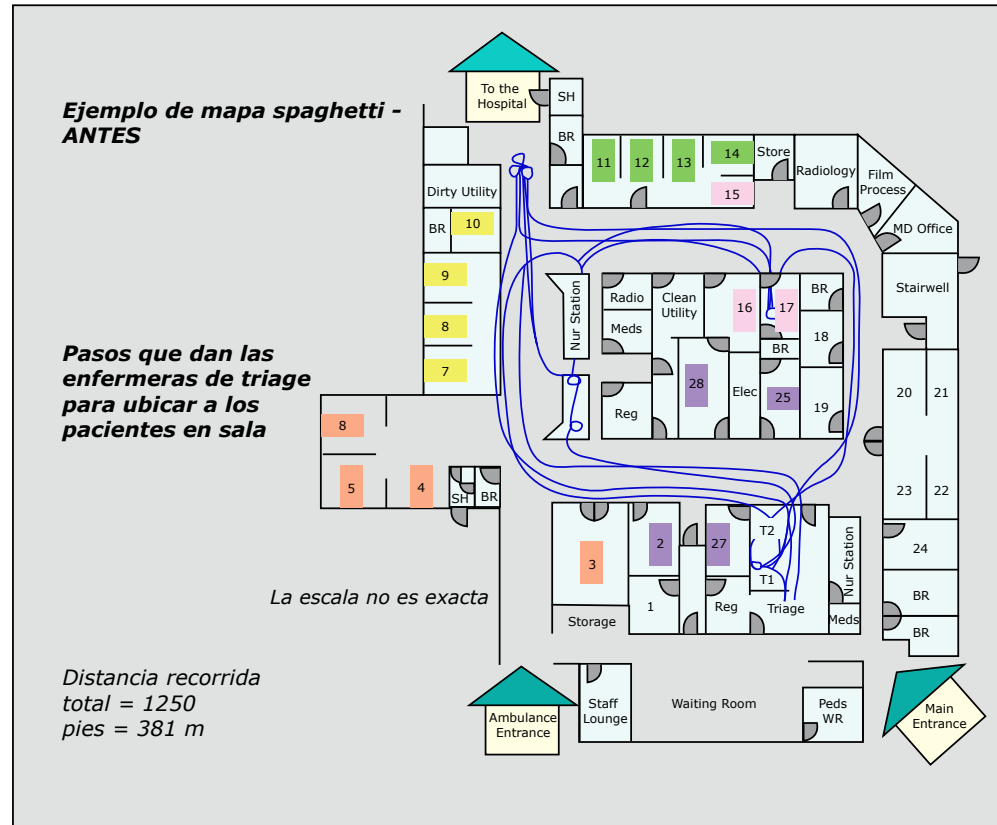 To the
Hospital
SH
Ejemplo de mapa spaghetti -
ANTES
BR
11
12
13
14
Store
15
Radiology
Film
Process
MD Office
Dirty Utility
BR
10
9
8
7
Stairwell
Nur Station
Radio
Meds
Clean
Utility
16
17
BR
18
BR
Reg
28
Elec
25
19
20
21
23
22
Pasos que dan las
enfermeras de triage
para ubicar a los
pacientes en sala
8
5
4
SH
BR
3
2
27
T2
T1
Nur Station
24
BR
BR
La escala no es exacta
Storage
1
Reg
Triage
Meds
Distancia recorrida
total = 1250
pies = 381 m
Ambulance
Entrance
Staff
Lounge
Waiting Room
Peds
WR
Main
Entrance